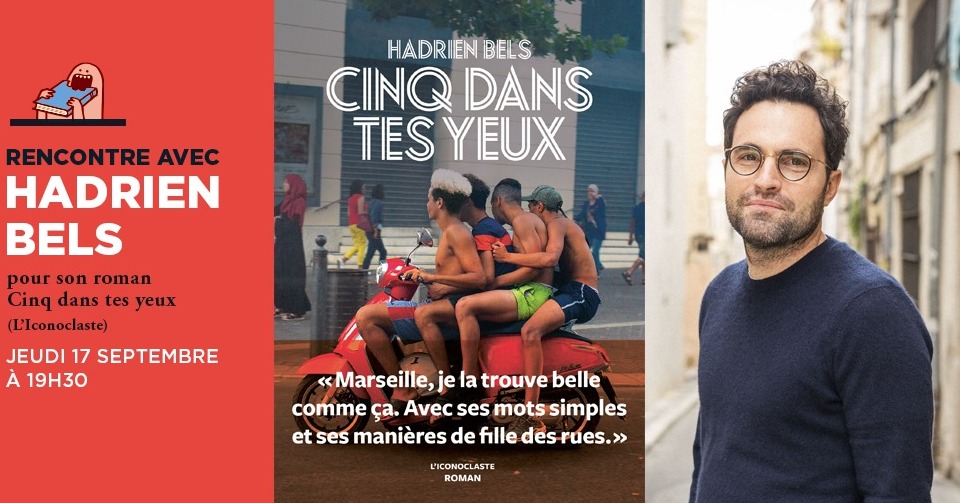 RENCONTRE AVEC
HADRIEN
BELS
pour son roman
Cinq dans tes yeux
(L'Iconoclaste)
JEUDI 17 SEPTEMBRE
À 19H30
HADRIEN BELS
CINQ DANS
TES YEUX
« Marseille, je la trouve belle
comme ça. Avec ses mots simples
et ses manières de fille des rues. »
L'ICONOCLASTE
ROMAN